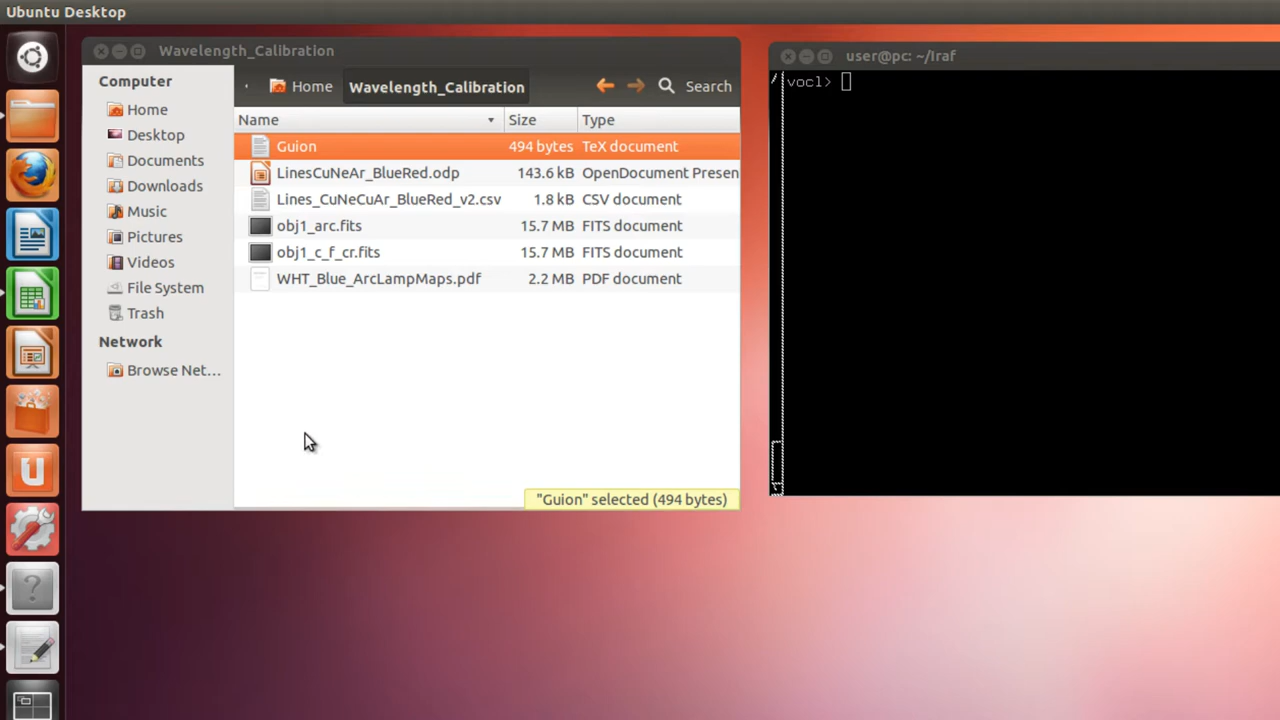 Ubuntu Desktop
Wavelength_Calibration
Computer
Home
Desktop
Documents
Downloads
Music
Pictures
Videos
File System
Trash
Network
Browse Net...
Home
Wavelength_Calibration
Search
Name
Size
Type
Guion
494 bytes
TeX document
LinesCuNeAr_BlueRed.odp
143.6 kB
OpenDocument Presen
Lines_CuNeCuAr_BlueRed_v2.csv
1.8 kB
CSV document
obj1_arc.fits
15.7 MB
FITS document
obj1_c_f_cr.fits
15.7 MB
FITS document
WHT_Blue_ArcLampMaps.pdf
2.2 MB
PDF document
"Guion" selected (494 bytes)
user@pc: ~/Iraf
vocl>